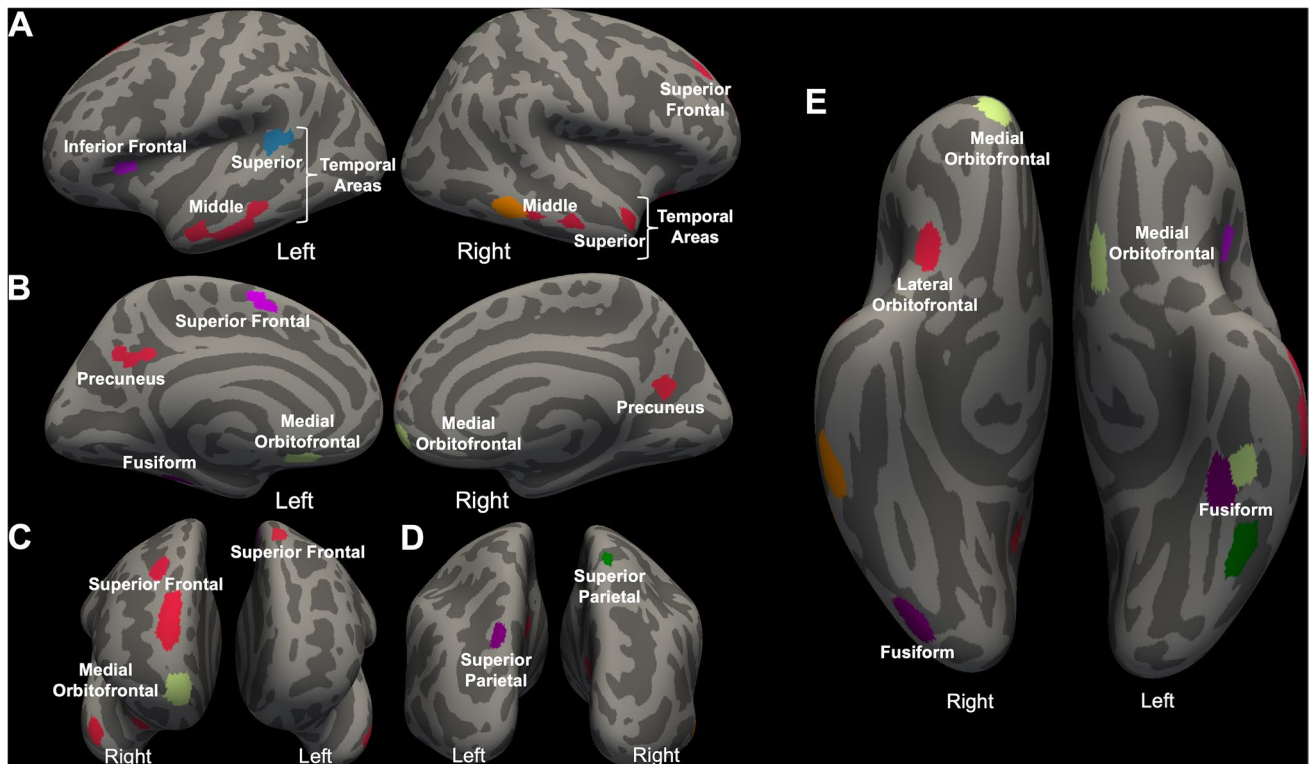 A
Inferior Frontal
Superior
Temporal
Areas
Middle
Left
Superior
Frontal
Middle
Superior
Temporal
Areas
Right
B
Superior Frontal
Precuneus
Medial
Orbitofrontal
Fusiform
Left
Medial
Orbitofrontal
Precuneus
Right
C
Superior Frontal
Superior Frontal
Medial
Orbitofrontal
Right
Left
D
Superior
Parietal
Superior
Parietal
Left
Right
E
Medial
Orbitofrontal
Medial
Orbitofrontal
Lateral
Orbitofrontal
Fusiform
Fusiform
Right
Left